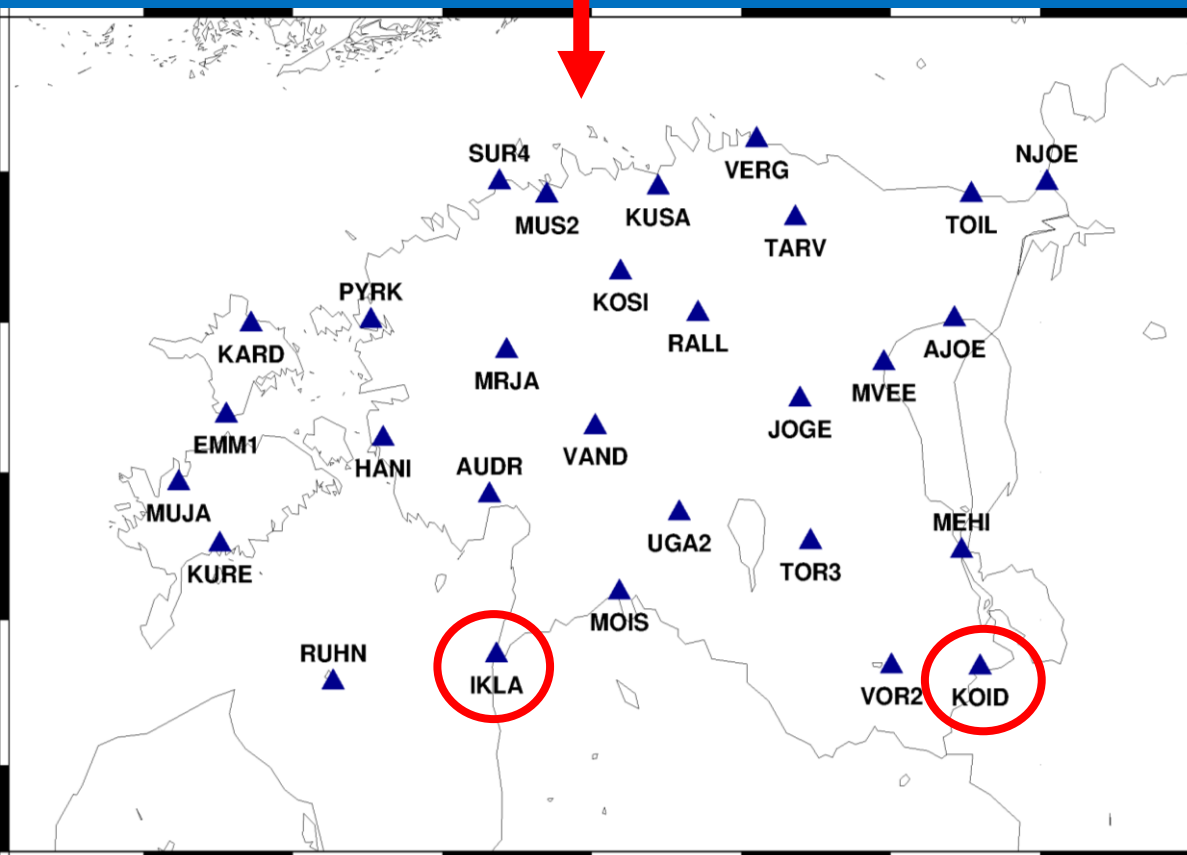 VERG
SUR4
NJOE
MUS2
KUSA
TOIL
TARV
PYRK
KOSI
KARD
RALL
AJOE
MRJA
MVEE
JOGE
EMM1
VAND
HANI
AUDR
MUJA
MEHI
UGA2
KURE
TOR3
MOIS
RUHN
IKLA
VOR2
KOID